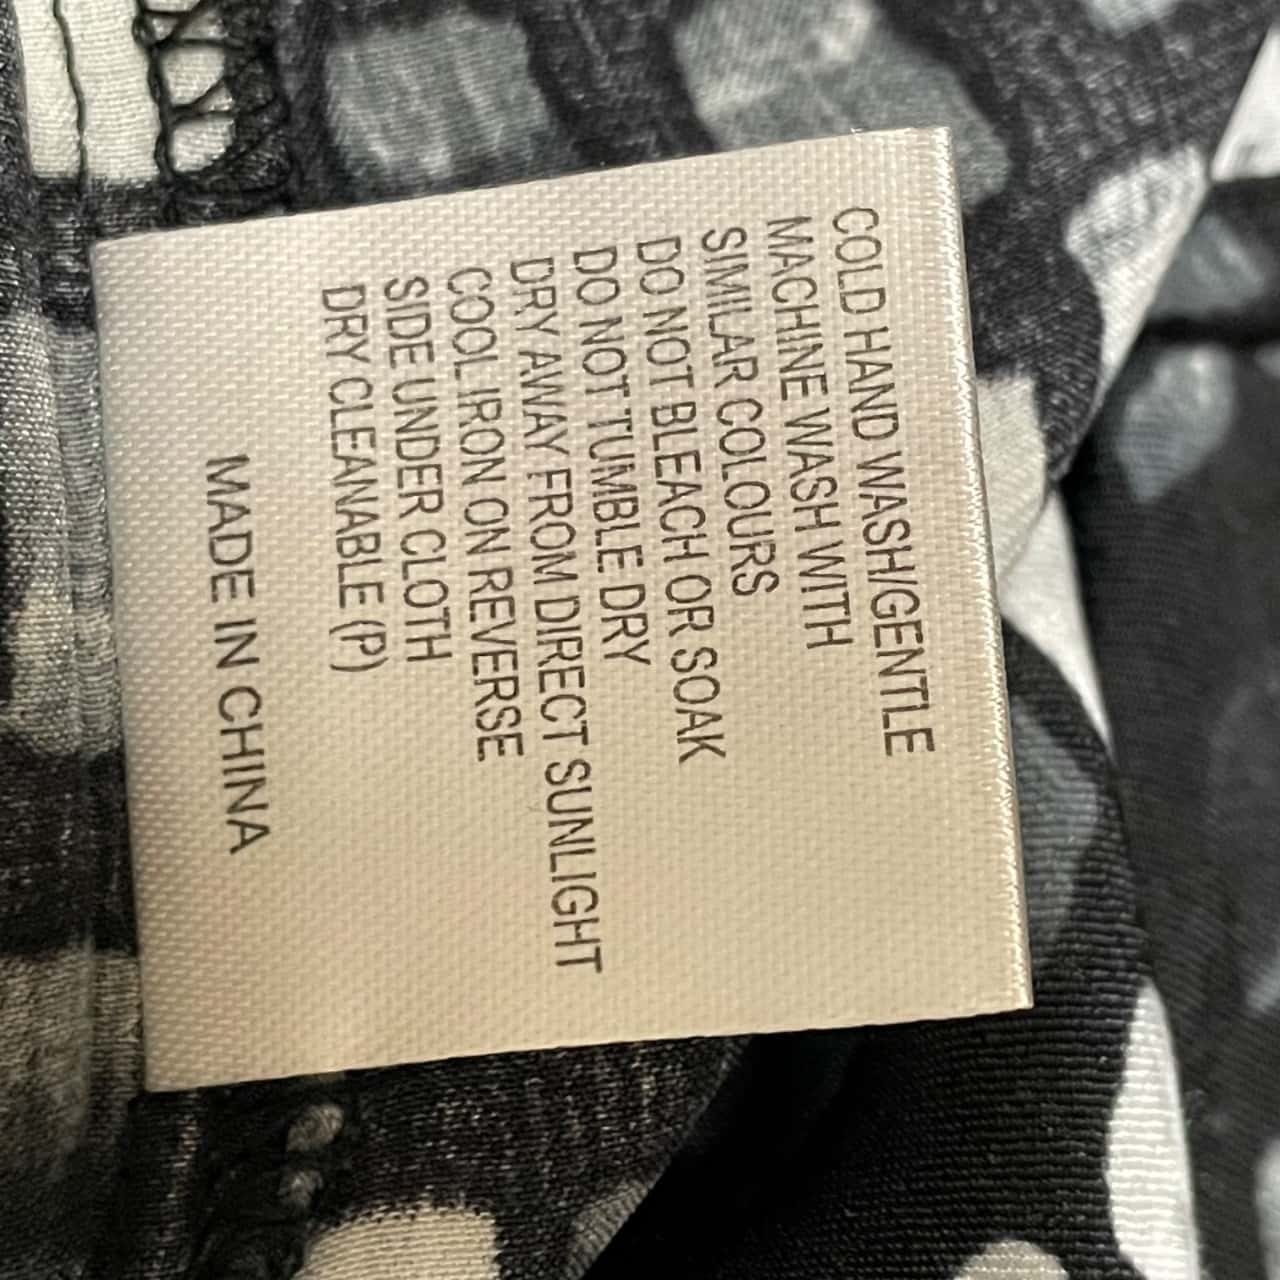 COLD HAND WASH/GENTLE
MACHINE WASH WITH
SIMILAR COLOURS
DO NOT BLEACH OR SOAK
DO NOT TUMBLE DRY
DRY AWAY FROM DIRECT SUNLIGHT
COOL IRON ON REVERSE
SIDE UNDER CLOTH
DRY CLEANABLE (P)
MADE IN CHINA